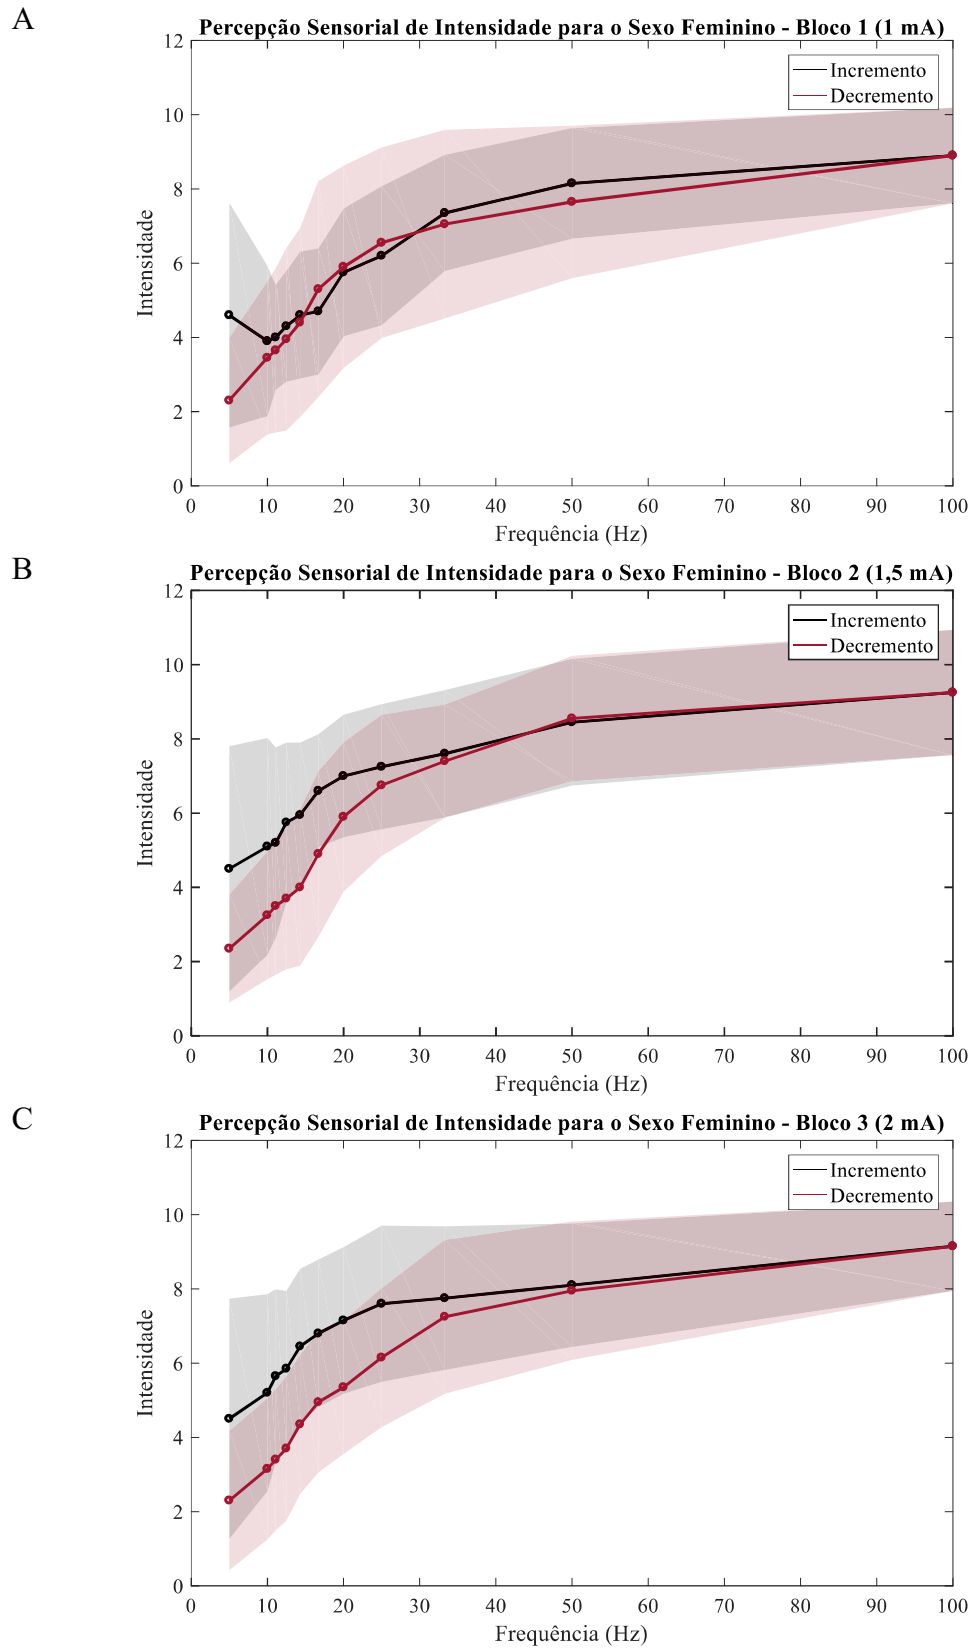 A
Percepção Sensorial de Intensidade para o Sexo Feminino - Bloco 1 (1 mA)
12
10
8
6
4
2
0
Intensidade
Incremento
Decremento
0 10 20 30 40 50 60 70 80 90 100
Frequência (Hz)
B
Percepção Sensorial de Intensidade para o Sexo Feminino - Bloco 2 (1,5 mA)
12
10
8
6
4
2
0
Intensidade
Incremento
Decremento
0 10 20 30 40 50 60 70 80 90 100
Frequência (Hz)
C
Percepção Sensorial de Intensidade para o Sexo Feminino - Bloco 3 (2 mA)
12
10
8
6
4
2
0
Intensidade
Incremento
Decremento
0 10 20 30 40 50 60 70 80 90 100
Frequência (Hz)